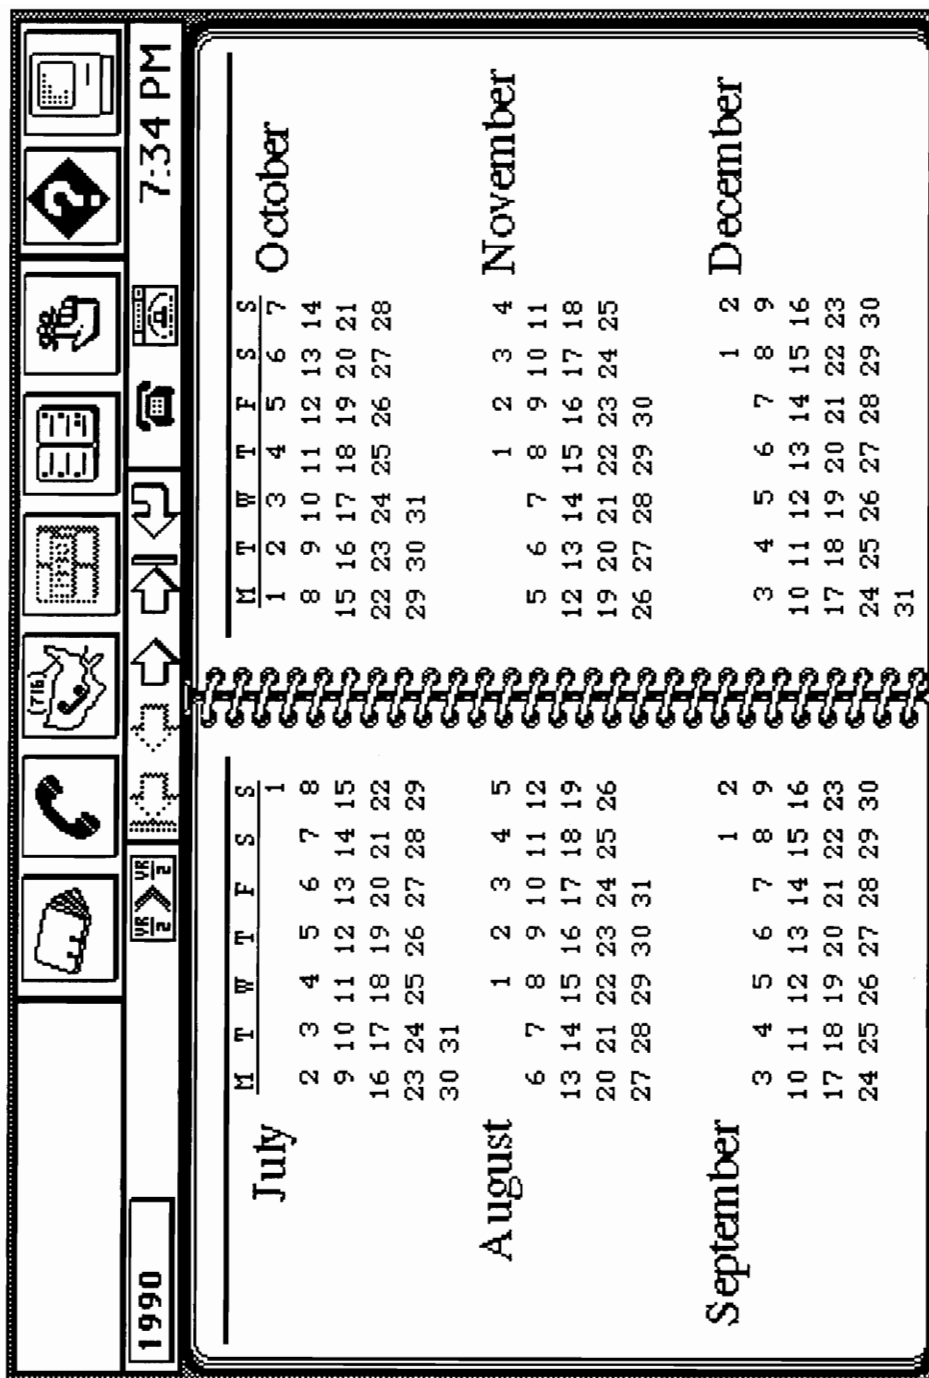 (716)
1990
YR/2 YR/2
7:34 PM
July
M T W T F S S
1
2 3 4 5 6 7 8
9 10 11 12 13 14 15
16 17 18 19 20 21 22
23 24 25 26 27 28 29
30 31
August
1 2 3 4 5
6 7 8 9 10 11 12
13 14 15 16 17 18 19
20 21 22 23 24 25 26
27 28 29 30 31
September
1 2
3 4 5 6 7 8 9
10 11 12 13 14 15 16
17 18 19 20 21 22 23
24 25 26 27 28 29 30
M T W T F S S
October
1 2 3 4 5 6 7
8 9 10 11 12 13 14
15 16 17 18 19 20 21
22 23 24 25 26 27 28
29 30 31
November
1 2 3 4
5 6 7 8 9 10 11
12 13 14 15 16 17 18
19 20 21 22 23 24 25
26 27 28 29 30
December
1 2
3 4 5 6 7 8 9
10 11 12 13 14 15 16
17 18 19 20 21 22 23
24 25 26 27 28 29 30
31